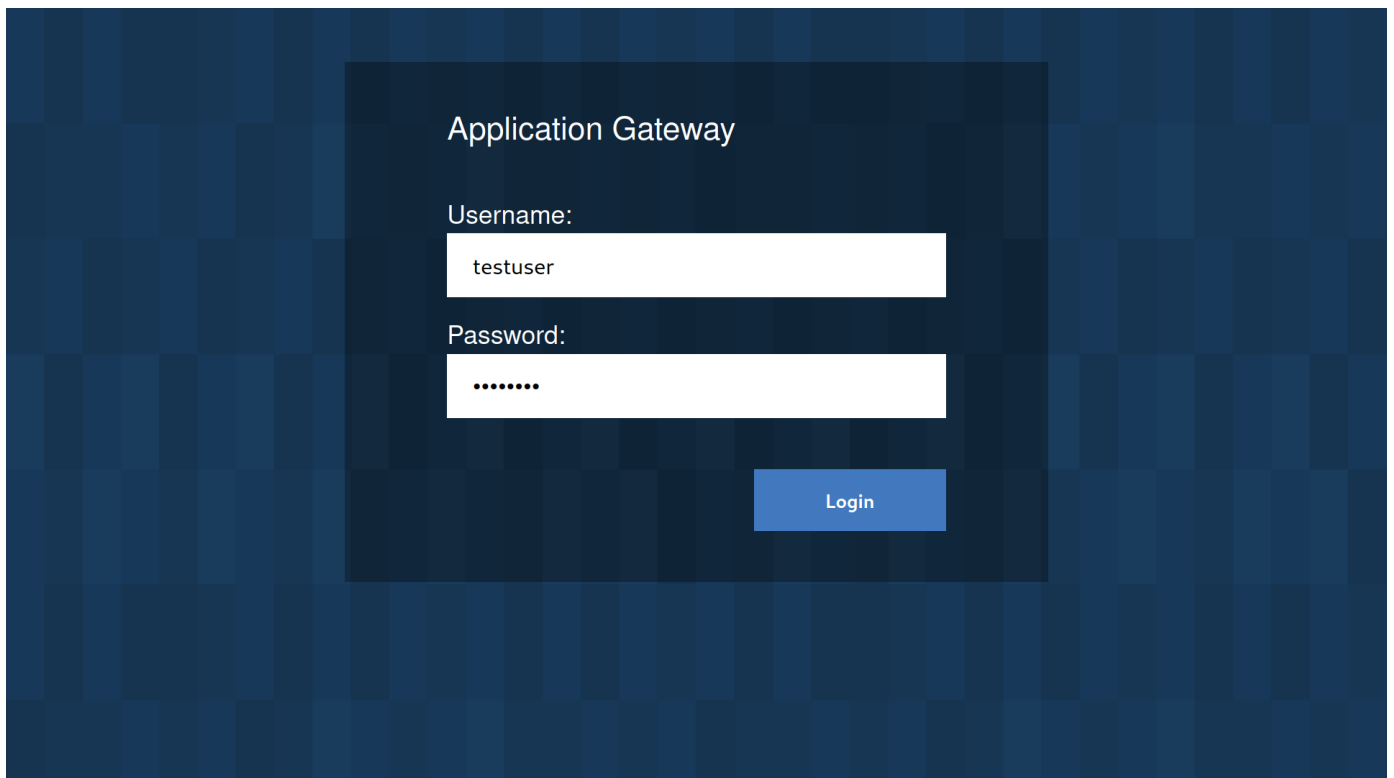 Application Gateway
Username:
testuser
Password:
••••••••
Login